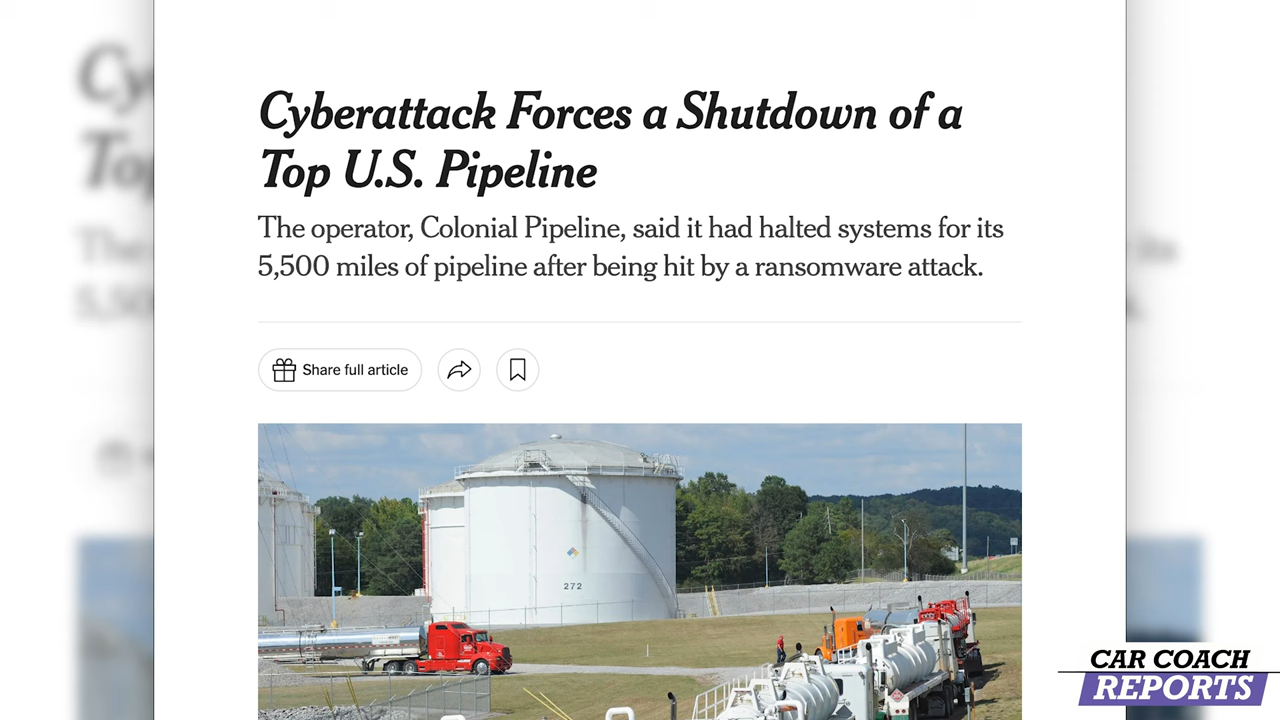 Cyberattack Forces a Shutdown of a
Top U.S. Pipeline
The operator, Colonial Pipeline, said it had halted systems for its
5,500 miles of pipeline after being hit by a ransomware attack.
Share full article
272
CAR COACH
REPORTS